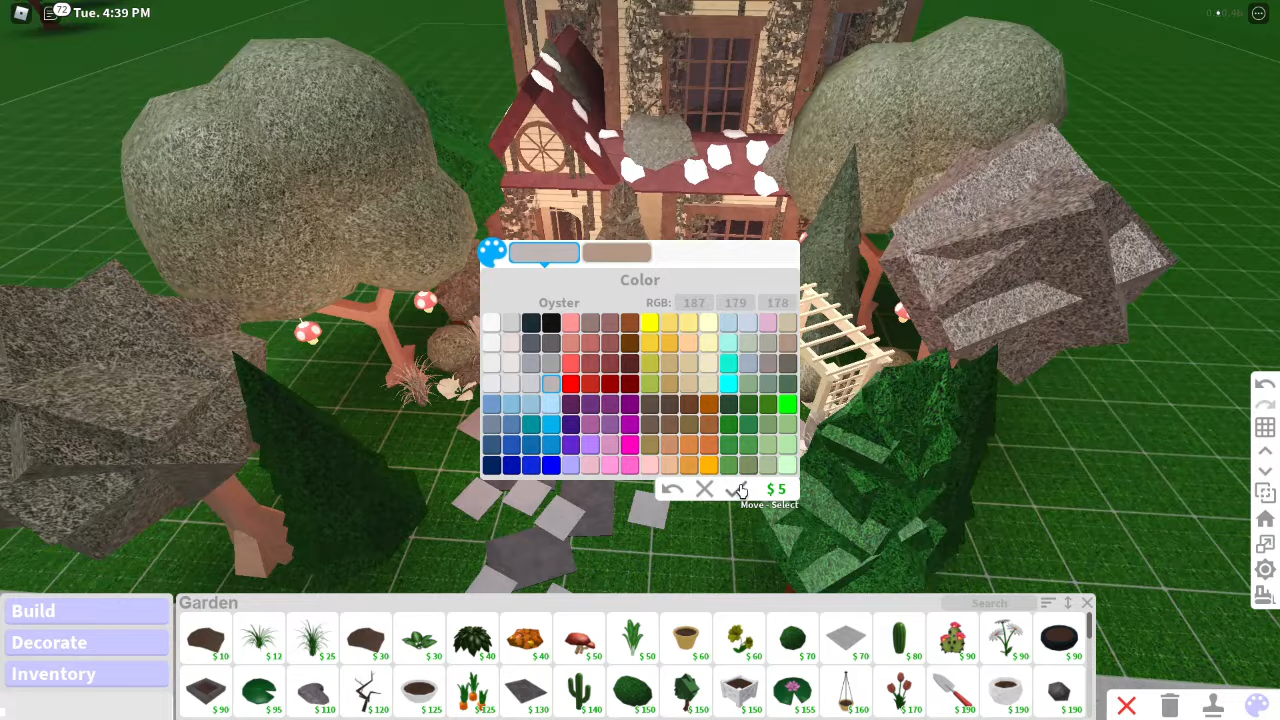 72 Tue. 4:39 PM
Color
Oyster RGB: 187 179 178
$ 5
Move - Select
Build
Decorate
Inventory
Garden Search
$ 10 $ 12 $ 25 $ 30 $ 30 $ 40 $ 40 $ 50 $ 50 $ 60 $ 60 $ 70 $ 70 $ 80 $ 90 $ 90 $ 90
$ 90 $ 95 $ 110 $ 120 $ 125 $ 125 $ 130 $ 140 $ 150 $ 150 $ 150 $ 155 $ 160 $ 170 $ 190 $ 190 $ 190